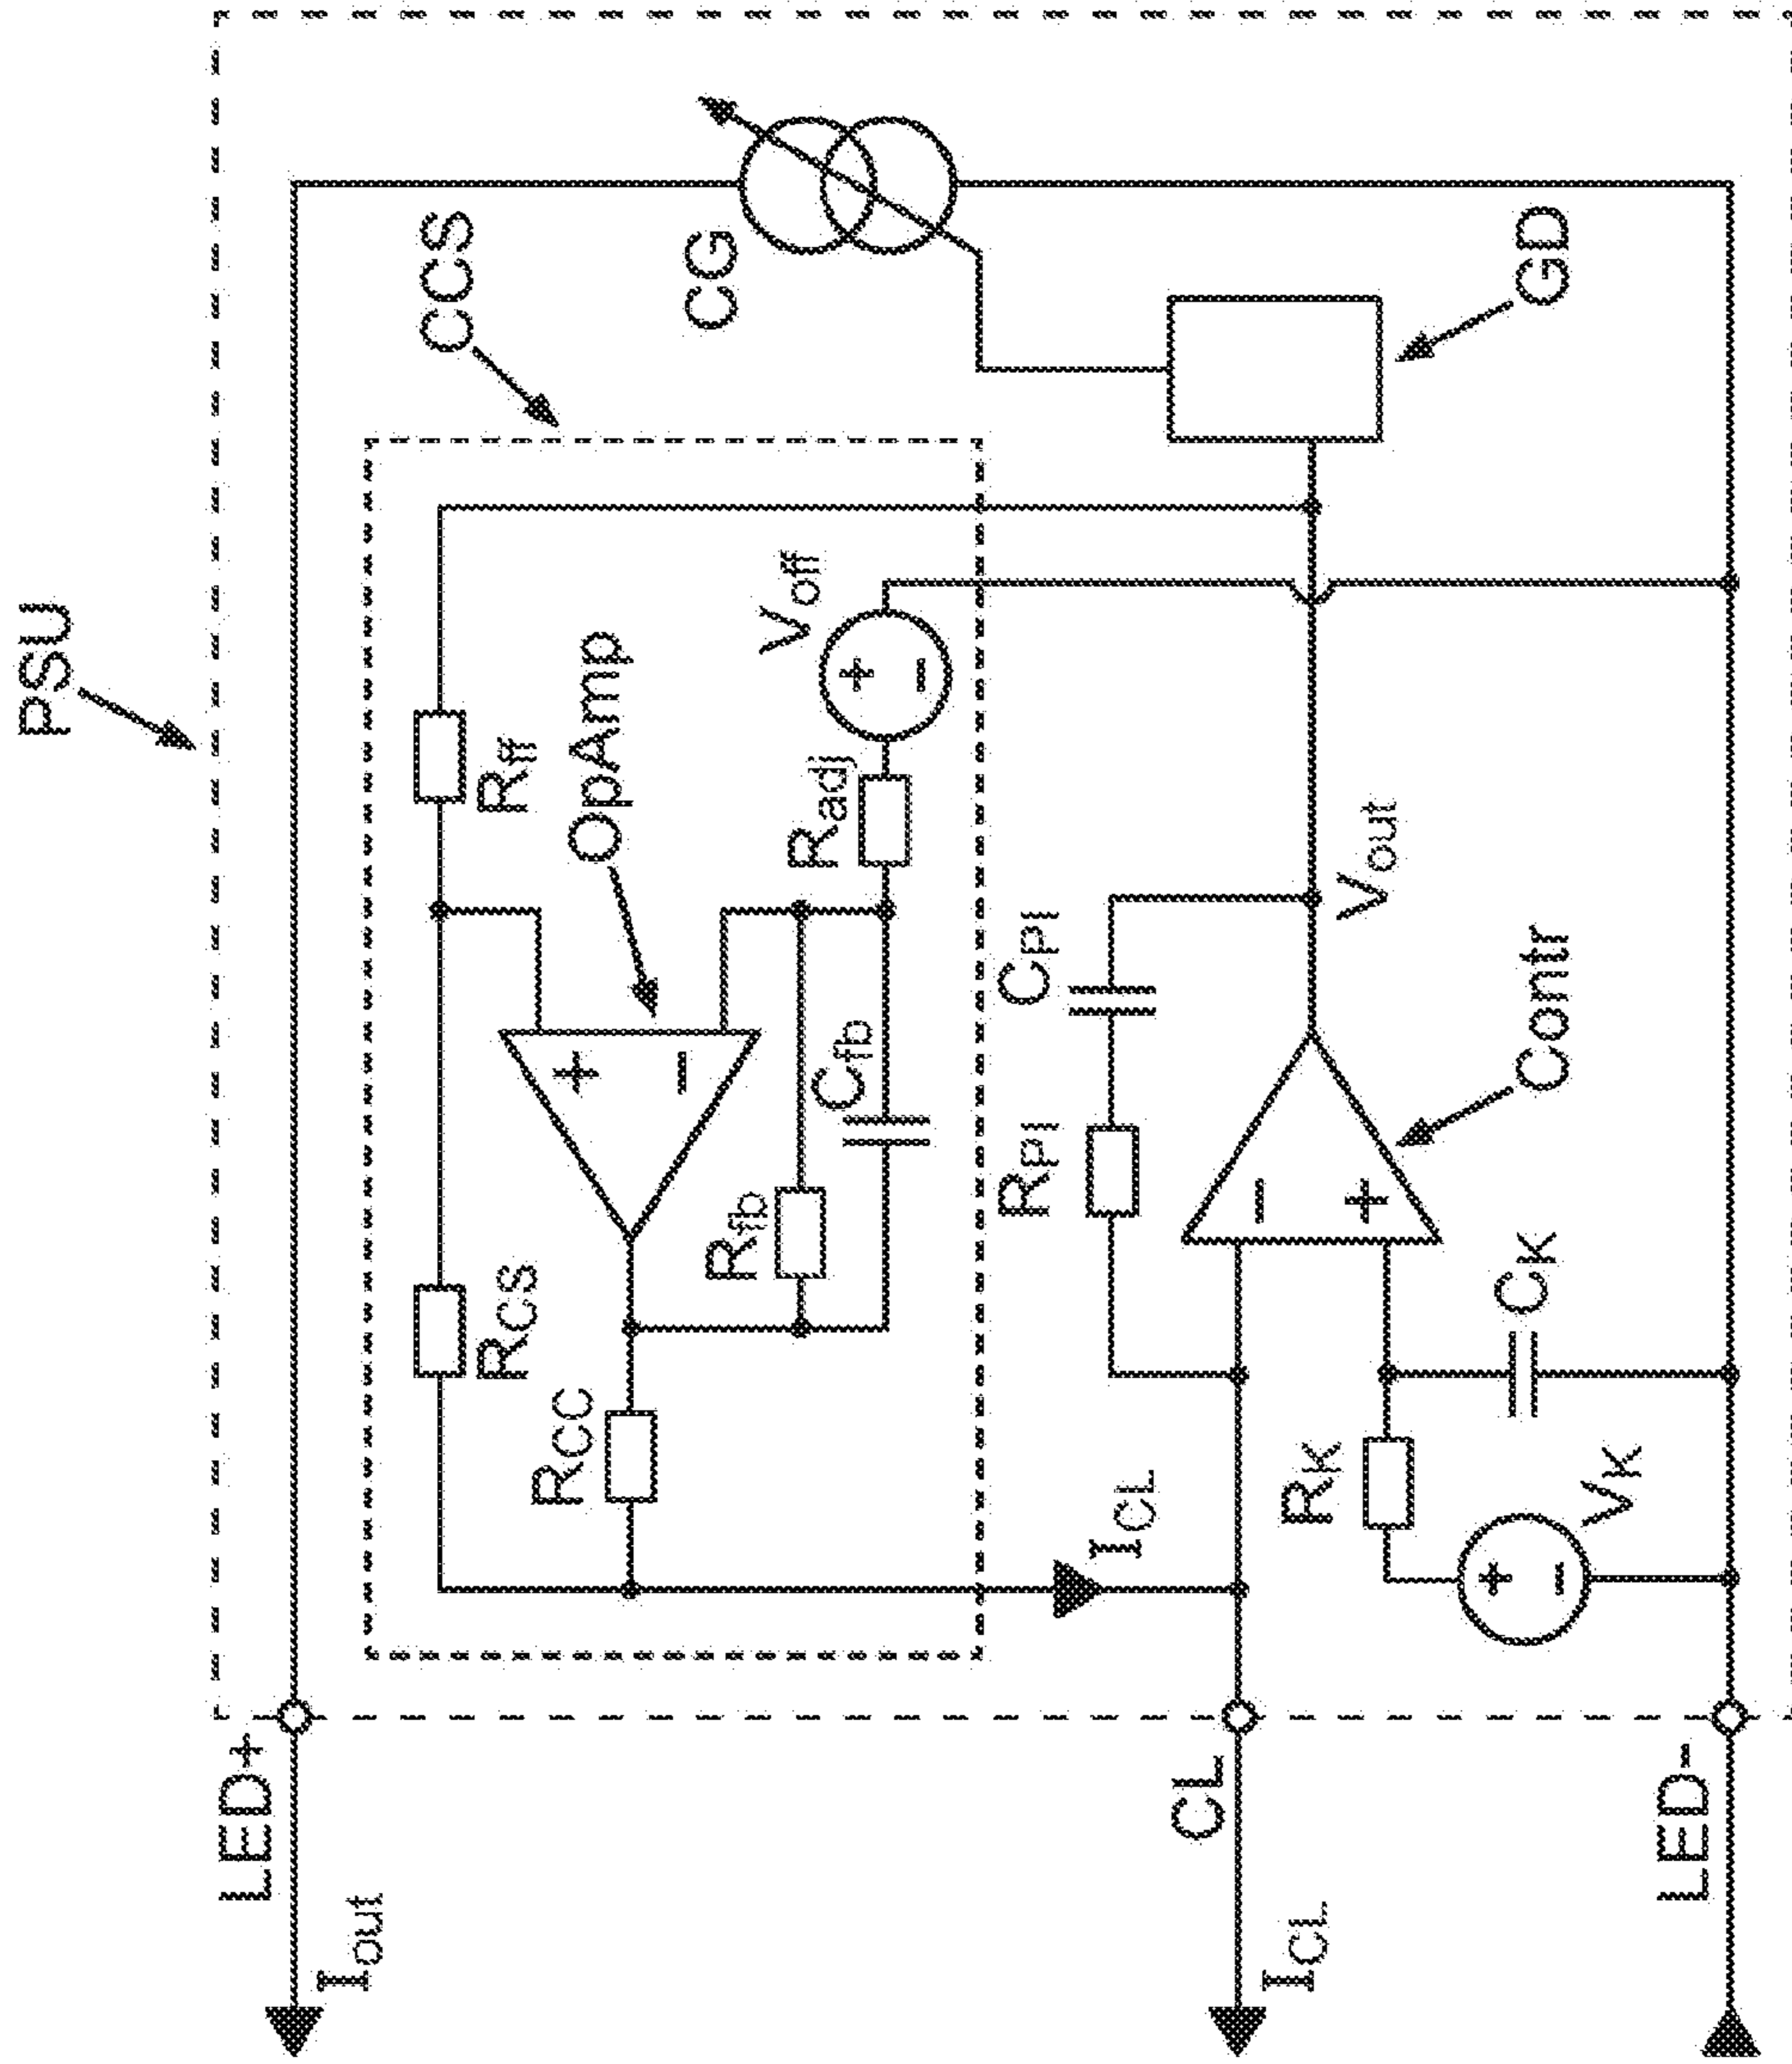 PSU
CCS
CG
GD
Rff
OpAmp
Voff
Radj
+
−
+
−
RCS
RCC
Rfb
Cfb
CPI
RPI
Vout
Contr
−
+
ICL
RK
CK
VK
+
−
LED+
Iout
CL
ICL
LED-